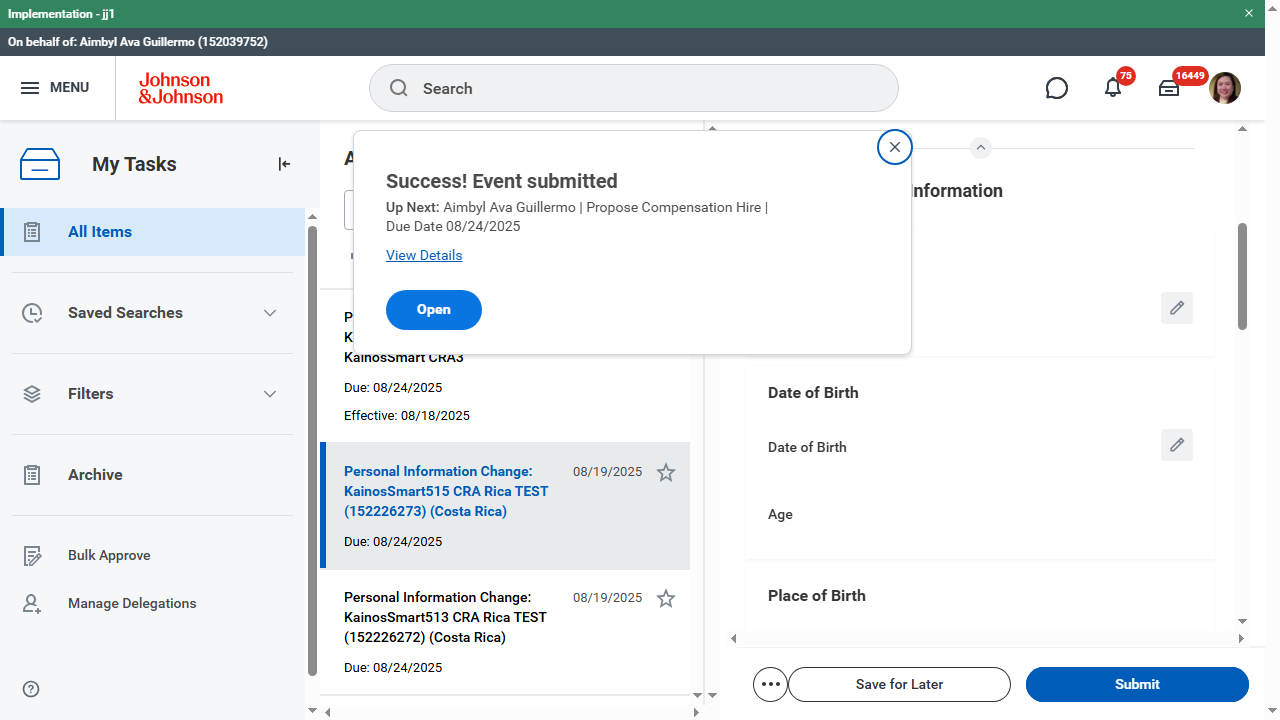 Implementation - jj1
On behalf of: Aimbyl Ava Guillermo (152039752)
MENU
Johnson
&Johnson
Search
75
16449
My Tasks
All Items
Saved Searches
Filters
Archive
Bulk Approve
Manage Delegations
Success! Event submitted
Up Next: Aimbyl Ava Guillermo | Propose Compensation Hire |
Due Date 08/24/2025
View Details
Open
KainosSmart CRA3
Due: 08/24/2025
Effective: 08/18/2025
Personal Information Change:
KainosSmart515 CRA Rica TEST
(152226273) (Costa Rica)
08/19/2025
Due: 08/24/2025
Personal Information Change:
KainosSmart513 CRA Rica TEST
(152226272) (Costa Rica)
08/19/2025
Due: 08/24/2025
nformation
Date of Birth
Date of Birth
Age
Place of Birth
Save for Later
Submit